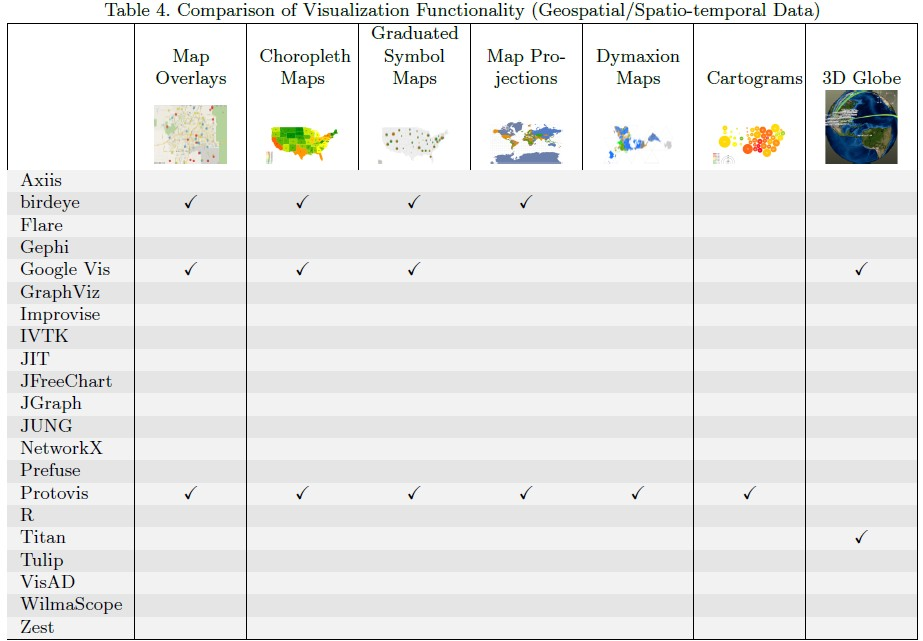 Table 4. Comparison of Visualization Functionality (Geospatial/Spatio-temporal Data)
Map Overlays
Choropleth Maps
Graduated Symbol Maps
Map Pro-
jections
Dymaxion Maps
Cartograms
3D Globe
Axiis
birdeye ✓ ✓ ✓ ✓
Flare
Gephi
Google Vis ✓ ✓ ✓ ✓
GraphViz
Improvise
IVTK
JIT
JFreeChart
JGraph
JUNG
NetworkX
Prefuse
Protovis ✓ ✓ ✓ ✓ ✓ ✓
R
Titan ✓
Tulip
VisAD
WilmaScope
Zest